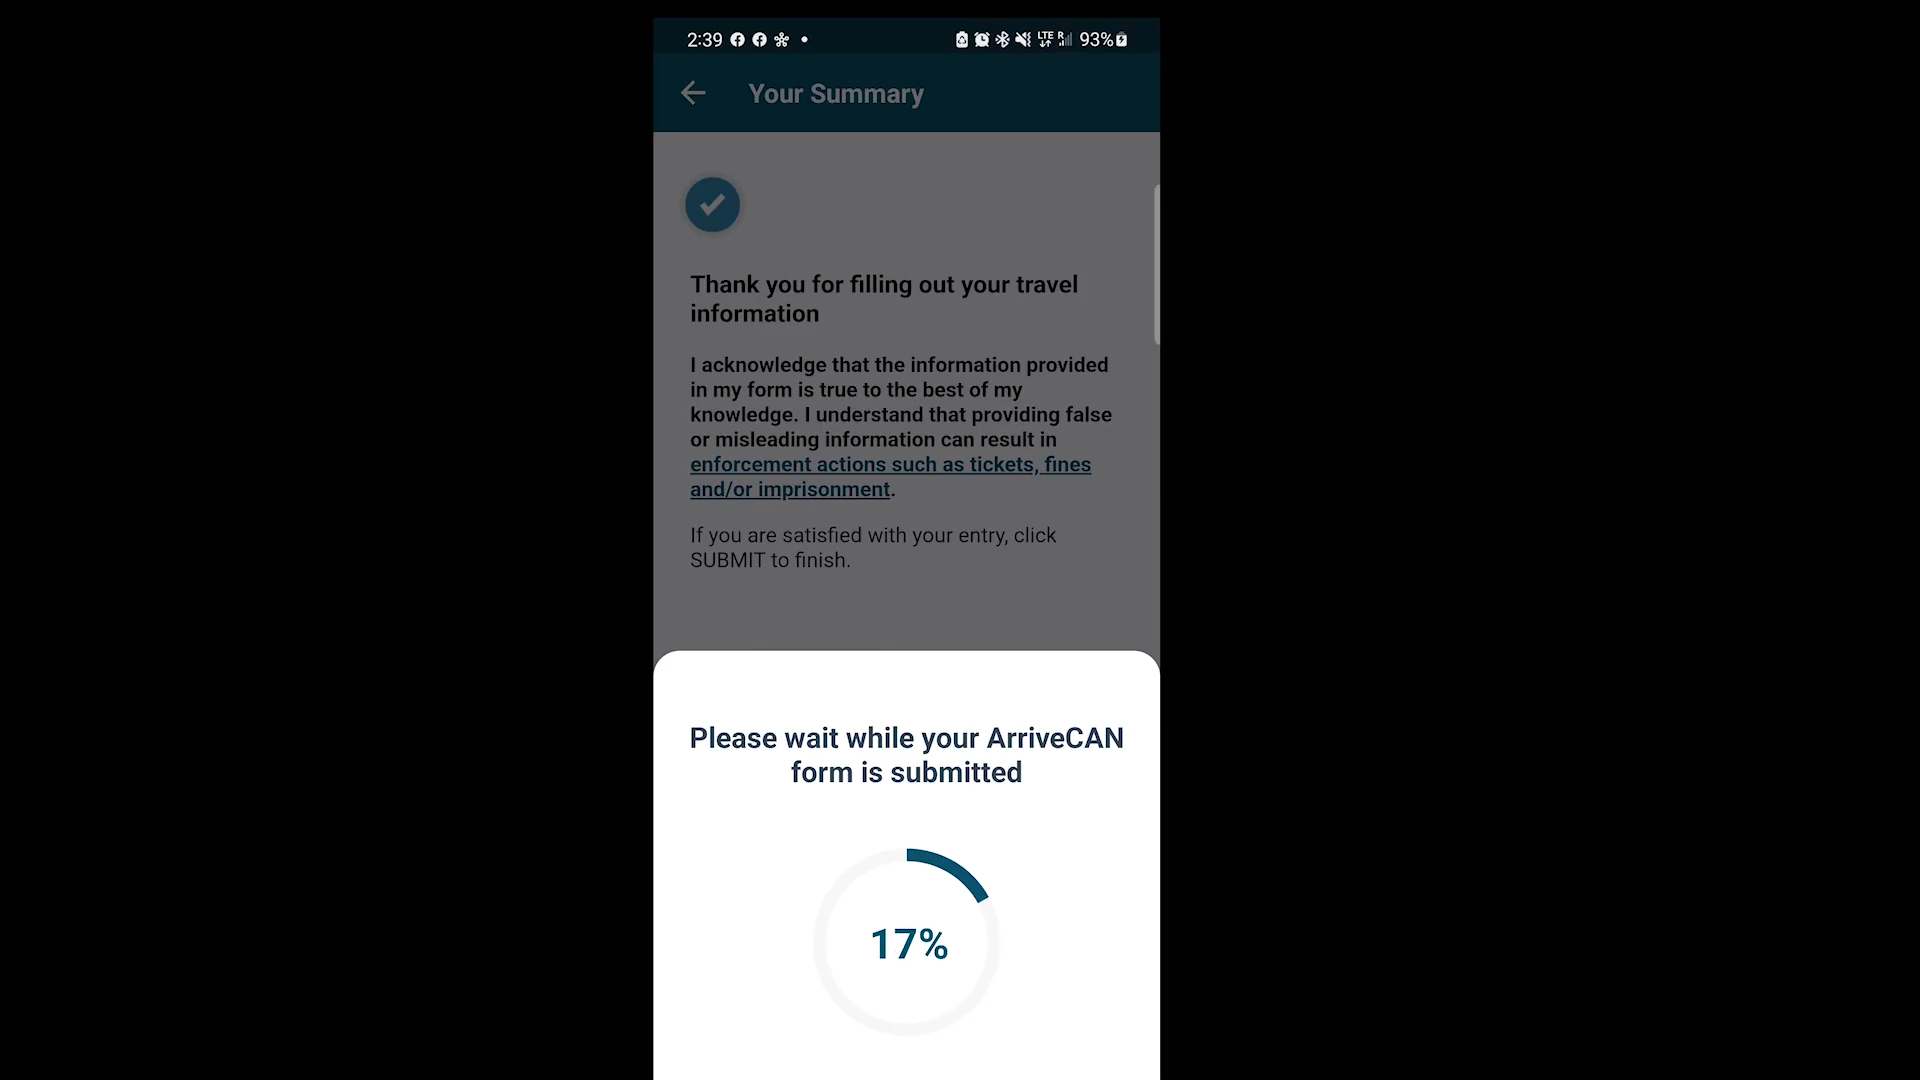 2:39
LTE R 93%
Your Summary
Thank you for filling out your travel
information
I acknowledge that the information provided
in my form is true to the best of my
knowledge. I understand that providing false
or misleading information can result in
enforcement actions such as tickets, fines
and/or imprisonment.
If you are satisfied with your entry, click
SUBMIT to finish.
Please wait while your ArriveCAN
form is submitted
17%